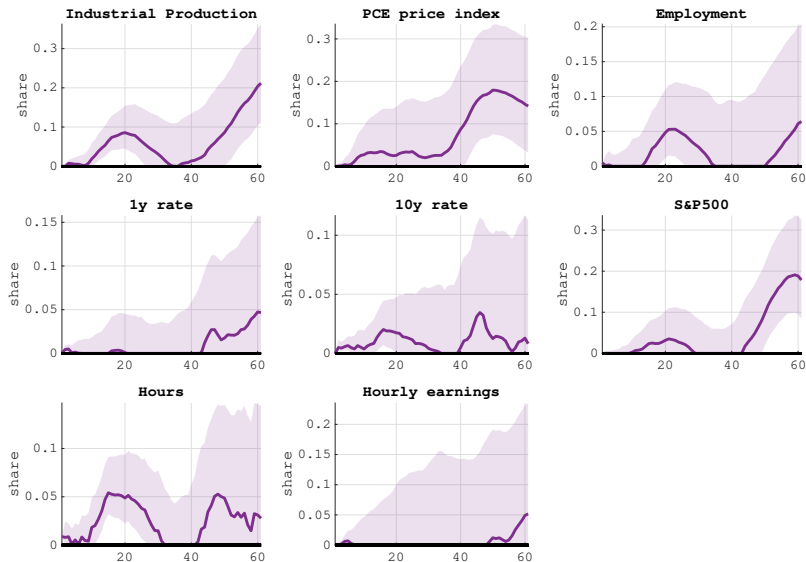 Industrial Production PCE price index Employment
0.3 0.3 0.2
0.15
0.2 0.2
share share share
0.1
0.1 0.1
0.05
0 0 0
20 40 60 20 40 60 20 40 60
1y rate 10y rate S&P500
0.15
0.1 0.3
0.1
share share share
0.2
0.05
0.05 0.1
0 0 0
20 40 60 20 40 60 20 40 60
Hours Hourly earnings
0.2
0.1 0.15
share share
0.1
0.05
0.05
0 0
20 40 60 20 40 60